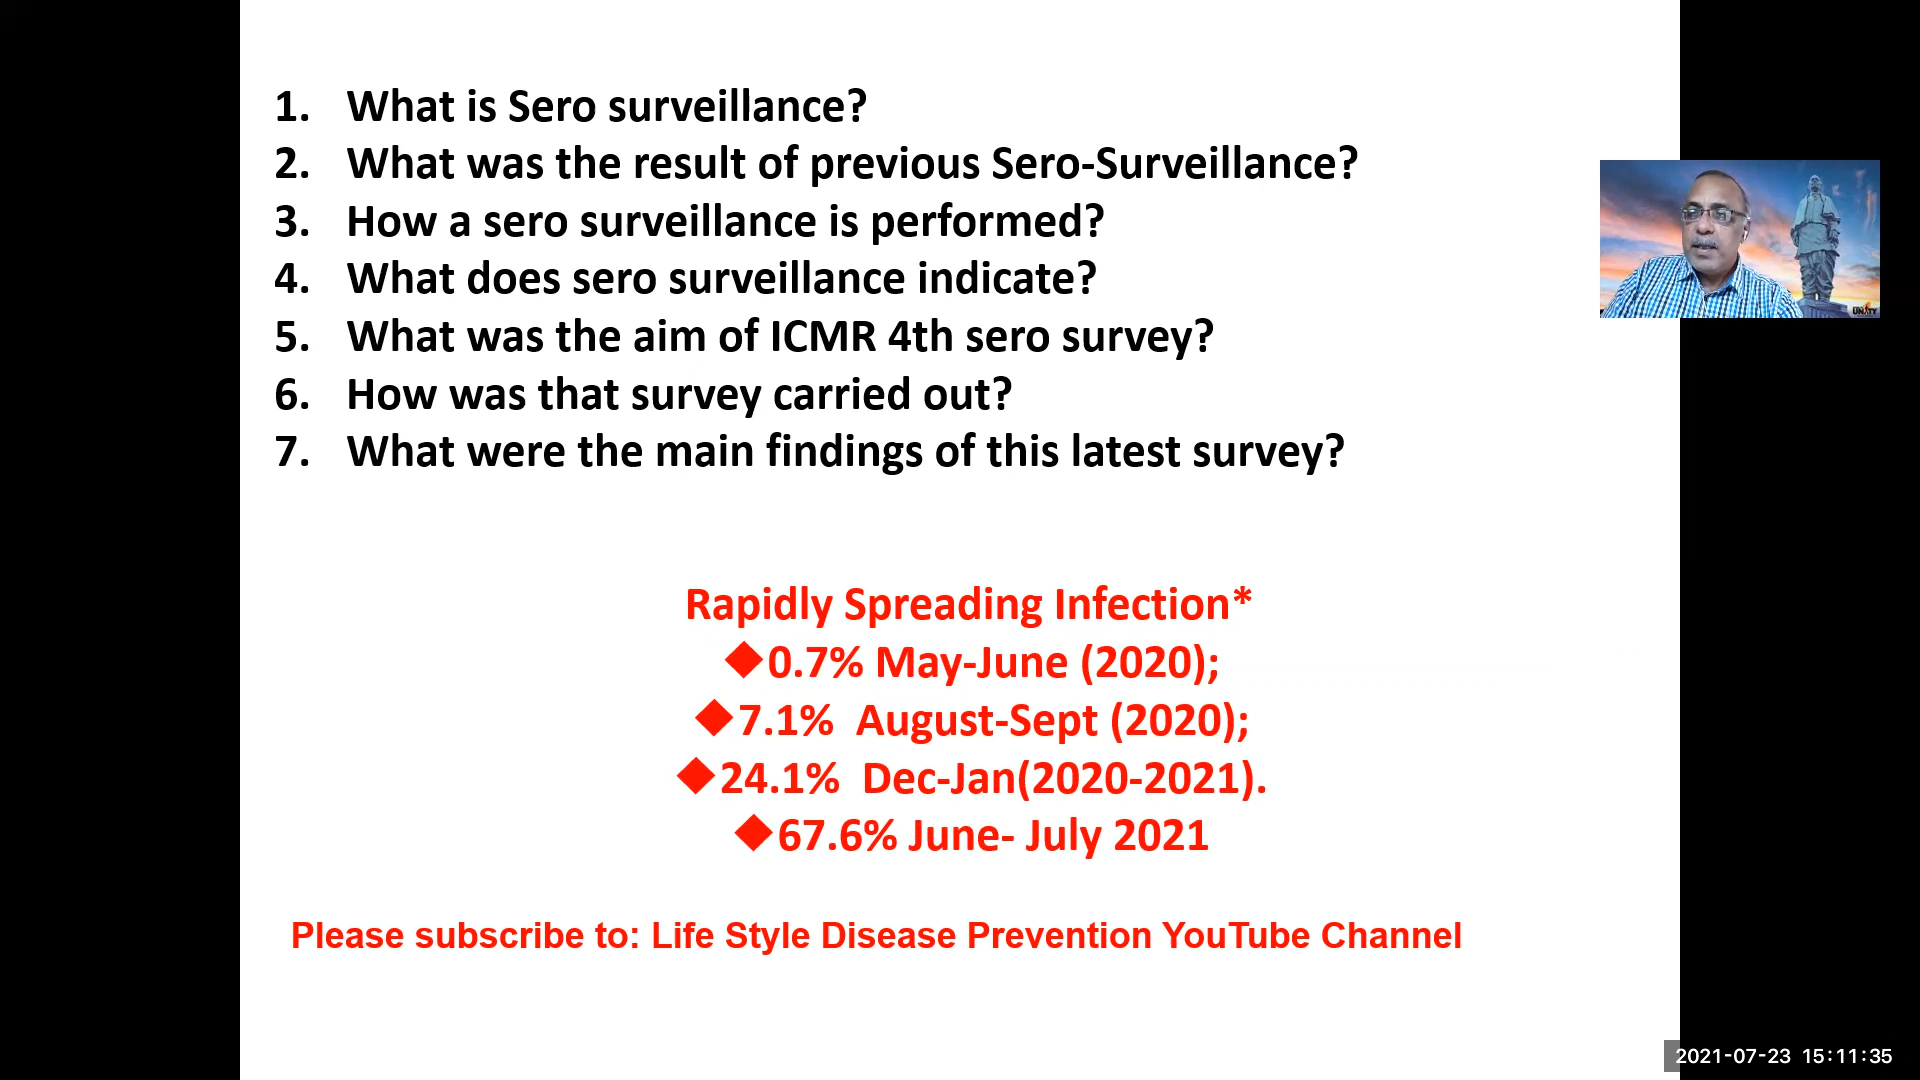 1. What is Sero surveillance?
2. What was the result of previous Sero-Surveillance?
3. How a sero surveillance is performed?
4. What does sero surveillance indicate?
5. What was the aim of ICMR 4th sero survey?
6. How was that survey carried out?
7. What were the main findings of this latest survey?
Rapidly Spreading Infection*
◆0.7% May-June (2020);
◆7.1% August-Sept (2020);
◆24.1% Dec-Jan(2020-2021).
◆67.6% June- July 2021
Please subscribe to: Life Style Disease Prevention YouTube Channel
2021-07-23 15:11:35